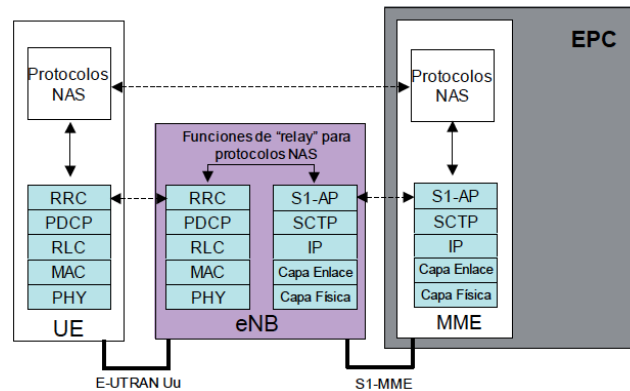 EPC
Protocolos
NAS
Protocolos
NAS
Funciones de “relay” para
protocolos NAS
RRC
PDCP
RLC
MAC
PHY
UE
RRC
PDCP
RLC
MAC
PHY
S1-AP
SCTP
IP
Capa Enlace
Capa Física
eNB
S1-AP
SCTP
IP
Capa Enlace
Capa Física
MME
E-UTRAN Uu
S1-MME